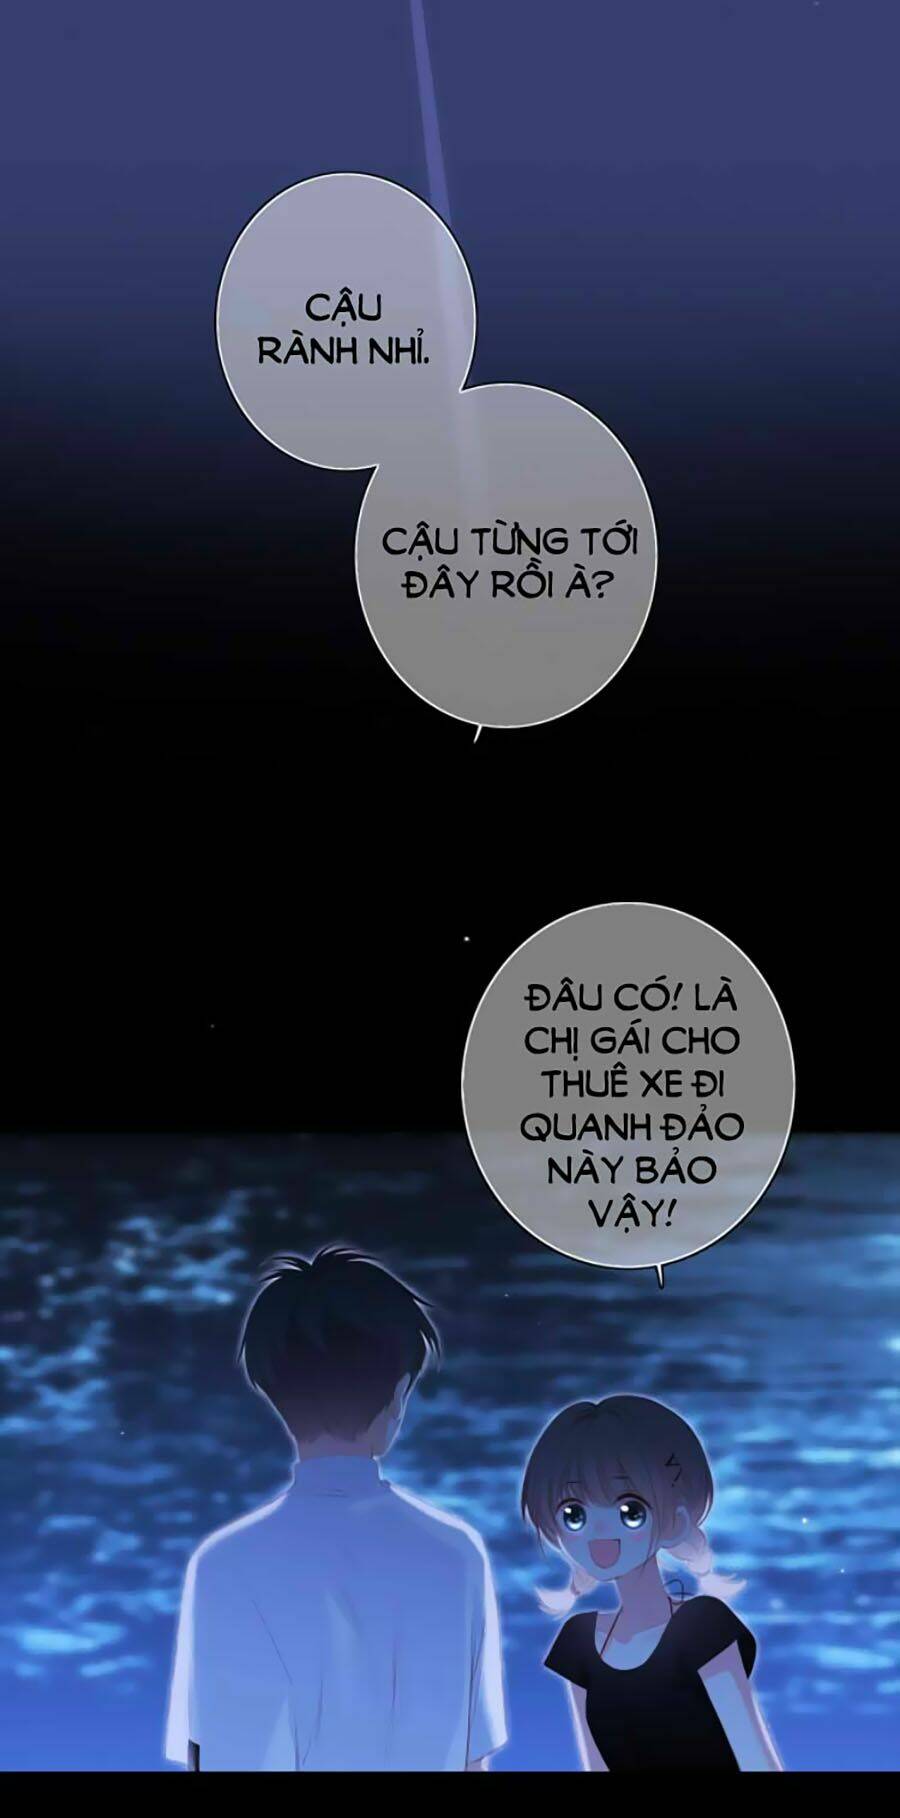 CẬU
RÀNH NHỈ.
CẬU TỪNG TỚI
ĐÂY RỒI À?
ĐÂU CÓ! LÀ
CHỊ GÁI CHO
THUÊ XE ĐI
QUANH ĐẢO
NÀY BẢO
VẬY!